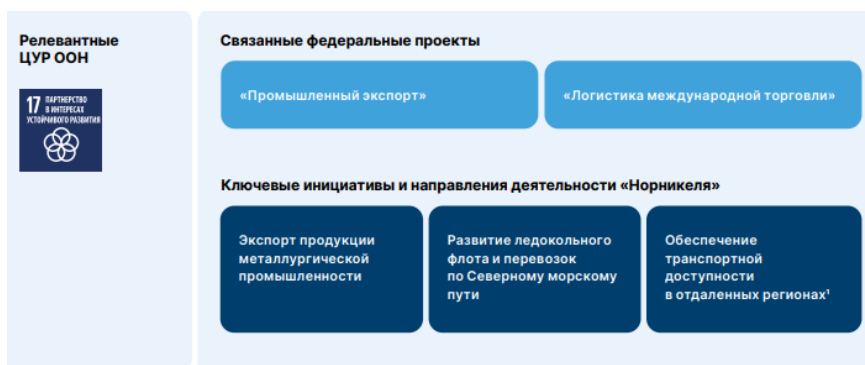 Релевантные
ЦУР ООН
17 ПАРТНЕРСТВО
В ИНТЕРЕСАХ
УСТОЙЧИВОГО РАЗВИТИЯ
Связанные федеральные проекты
«Промышленный экспорт»
«Логистика международной торговли»
Ключевые инициативы и направления деятельности «Норникеля»
Экспорт продукции
металлургической
промышленности
Развитие ледокольного
флота и перевозок
по Северному морскому
пути
Обеспечение
транспортной
доступности
в отдаленных регионах¹